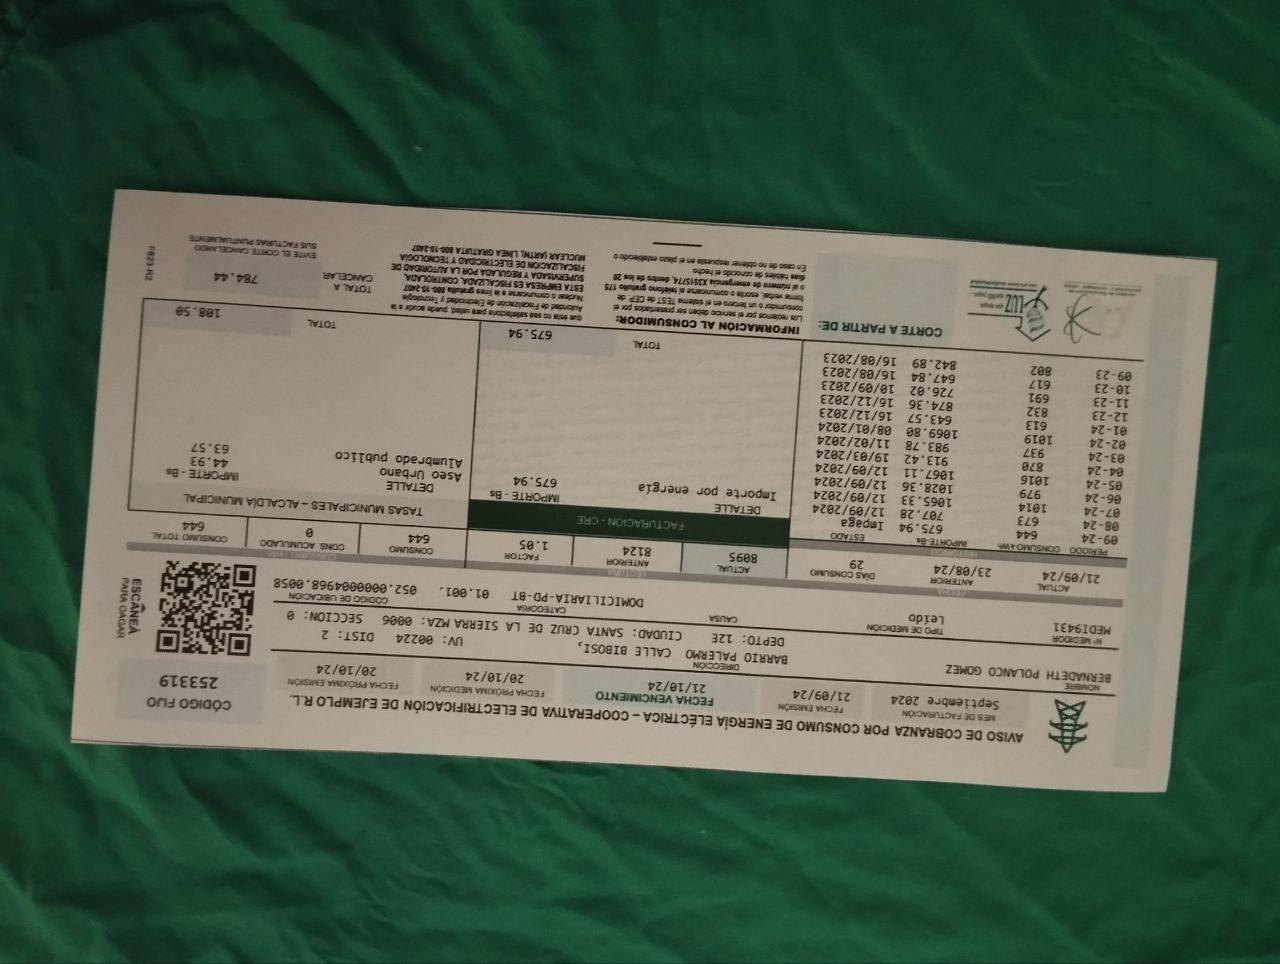 AVISO DE COBRANZA POR CONSUMO DE ENERGÍA ELÉCTRICA – COOPERATIVA DE ELECTRIFICACIÓN DE EJEMPLO R.L.
CÓDIGO FIJO
253319
MES DE FACTURACIÓN
Septiembre 2024
FECHA EMISIÓN
21/09/24
FECHA VENCIMIENTO
21/10/24
FECHA PRÓXIMA MEDICIÓN
20/10/24
FECHA PRÓXIMA EMISIÓN
20/10/24
NOMBRE
BERNADETH POLANCO GOMEZ
DIRECCIÓN
BARRIO PALERMO CALLE BIBOSI, UV: 00224 DIST: 2
DEPTO: 12E CIUDAD: SANTA CRUZ DE LA SIERRA MZA: 0006 SECCION: 0
Nº MEDIDOR
MEDI9431
TIPO DE MEDICIÓN
Leido
CAUSA
CATEGORÍA
DOMICILIARIA-PD-BT
CÓDIGO DE UBICACIÓN
01.001. 052.000004968.0058
ESCANEÁ
PARA OAGAR
FECHA
ACTUAL
21/09/24
ANTERIOR
23/08/24
DÍAS CONSUMO
29
LECTURA
ACTUAL
8095
ANTERIOR
8124
FACTOR
1.05
CONSUMO - kWh
CONSUMO
644
CONS. ACUMULADO
0
CONSUMO TOTAL
644
HISTÓRICO
PERIODO CONSUMO-kWh IMPORTE-Bs ESTADO
09-24 644 675.94 Impaga
08-24 673 707.28 12/09/2024
07-24 1014 1065.33 12/09/2024
06-24 979 1028.36 12/09/2024
05-24 1016 1067.11 12/09/2024
04-24 870 913.42 19/03/2024
03-24 937 983.78 11/02/2024
02-24 1019 1069.80 08/01/2024
01-24 613 643.57 16/12/2023
12-23 832 874.36 16/12/2023
11-23 691 726.02 10/09/2023
10-23 617 647.84 16/08/2023
09-23 802 842.89 16/08/2023
FACTURACIÓN - CRE
DETALLE IMPORTE - Bs
Importe por energía 675.94
TOTAL 675.94
TASAS MUNICIPALES – ALCALDÍA MUNICIPAL
DETALLE IMPORTE - Bs
Aseo Urbano 44.93
Alumbrado publico 63.57
TOTAL 108.50
LUZ
CORTE A PARTIR DE:
INFORMACIÓN AL CONSUMIDOR:
Los reclamos por el servicio deben ser presentados por el
consumidor o un tercero en el sistema TEST de CEP, de
forma verbal, escrita o comunicarse al teléfono gratuito 175
o al número de emergencia X3515774, dentro de los 20
días hábiles de conocido el hecho
En caso de no obtener respuesta en el plazo establecido o
que esta no sea satisfactoria para usted, puede acudir a la
Autoridad de Fiscalización de Electricidad y Tecnología
Nuclear o comunicarse a la línea gratuita 800-10-2407
ESTA EMPRESA ES FISCALIZADA, CONTROLADA,
SUPERVISADA Y REGULADA POR LA AUTORIDAD DE
FISCALIZACIÓN DE ELECTRICIDAD Y TECNOLOGÍA
NUCLEAR (ARTN), LINEA GRATUITA 800-10-2407
TOTAL A
CANCELAR
784.44
EVITE EL CORTE CANCELANDO
SUS FACTURAS PUNTUALMENTE
F823-R2